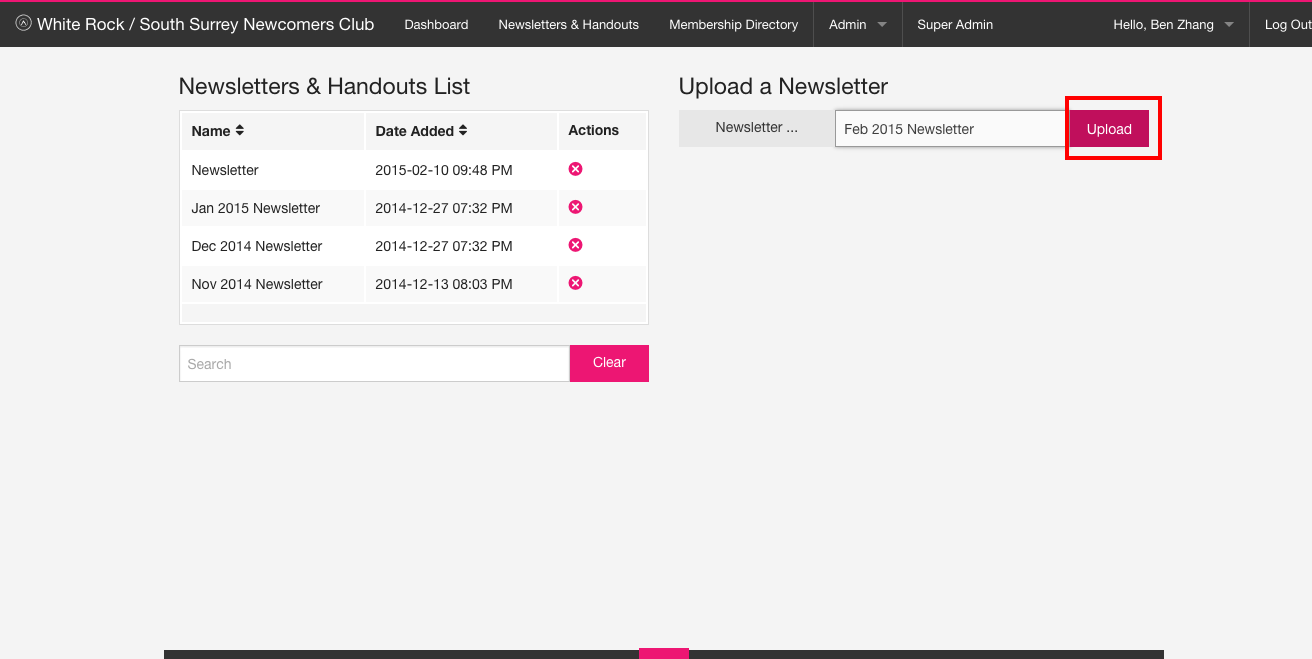 White Rock / South Surrey Newcomers Club Dashboard Newsletters & Handouts Membership Directory Admin Super Admin Hello, Ben Zhang Log Out
Newsletters & Handouts List
Name Date Added Actions
Newsletter 2015-02-10 09:48 PM
Jan 2015 Newsletter 2014-12-27 07:32 PM
Dec 2014 Newsletter 2014-12-27 07:32 PM
Nov 2014 Newsletter 2014-12-13 08:03 PM
Search Clear
Upload a Newsletter
Newsletter ... Feb 2015 Newsletter Upload